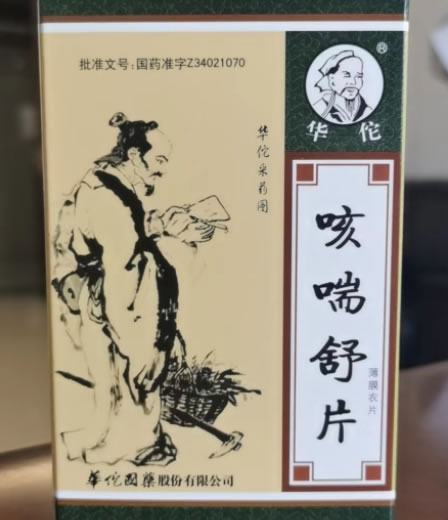 批准文号:国药准字Z34021070
华佗采药图
华佗国药股份有限公司
®
华佗
咳喘舒片
薄膜衣片